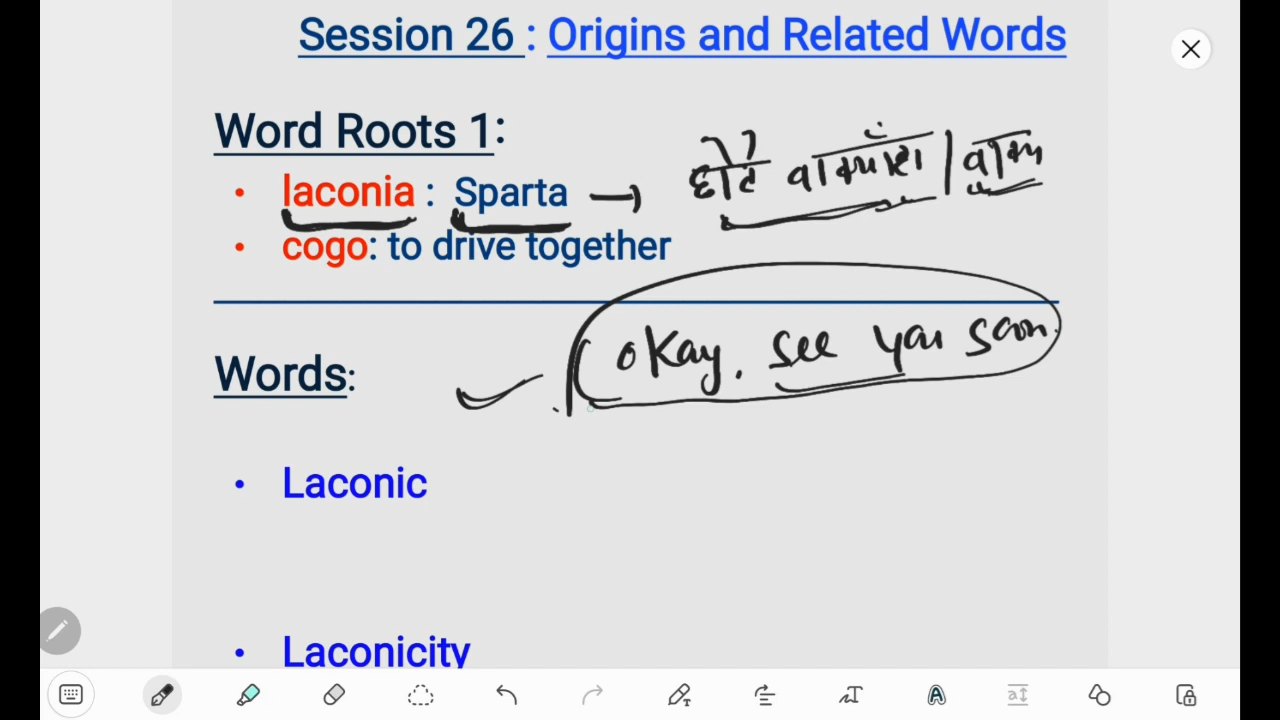 Session 26 : Origins and Related Words
Word Roots 1:
• laconia : Sparta →
• cogo: to drive together
Words:
okay. see you soon.
• Laconic
• Laconicity